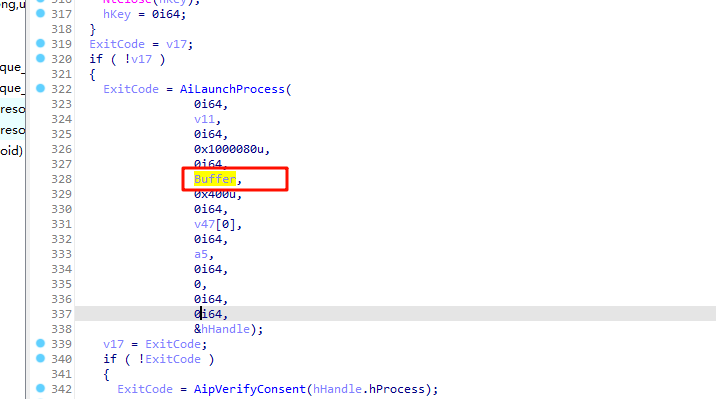 eng,u
que_
que_
reso
reso
oid)
316 NtClose(hKey);
317 hKey = 0i64;
318 }
319 ExitCode = v17;
320 if ( !v17 )
321 {
322 ExitCode = AiLaunchProcess(
323 0i64,
324 v11,
325 0i64,
326 0x1000080u,
327 0i64,
328 Buffer,
329 0x400u,
330 0i64,
331 v47[0],
332 0i64,
333 a5,
334 0i64,
335 0,
336 0i64,
337 0i64,
338 &hHandle);
339 v17 = ExitCode;
340 if ( !ExitCode )
341 {
342 ExitCode = AipVerifyConsent(hHandle.hProcess);